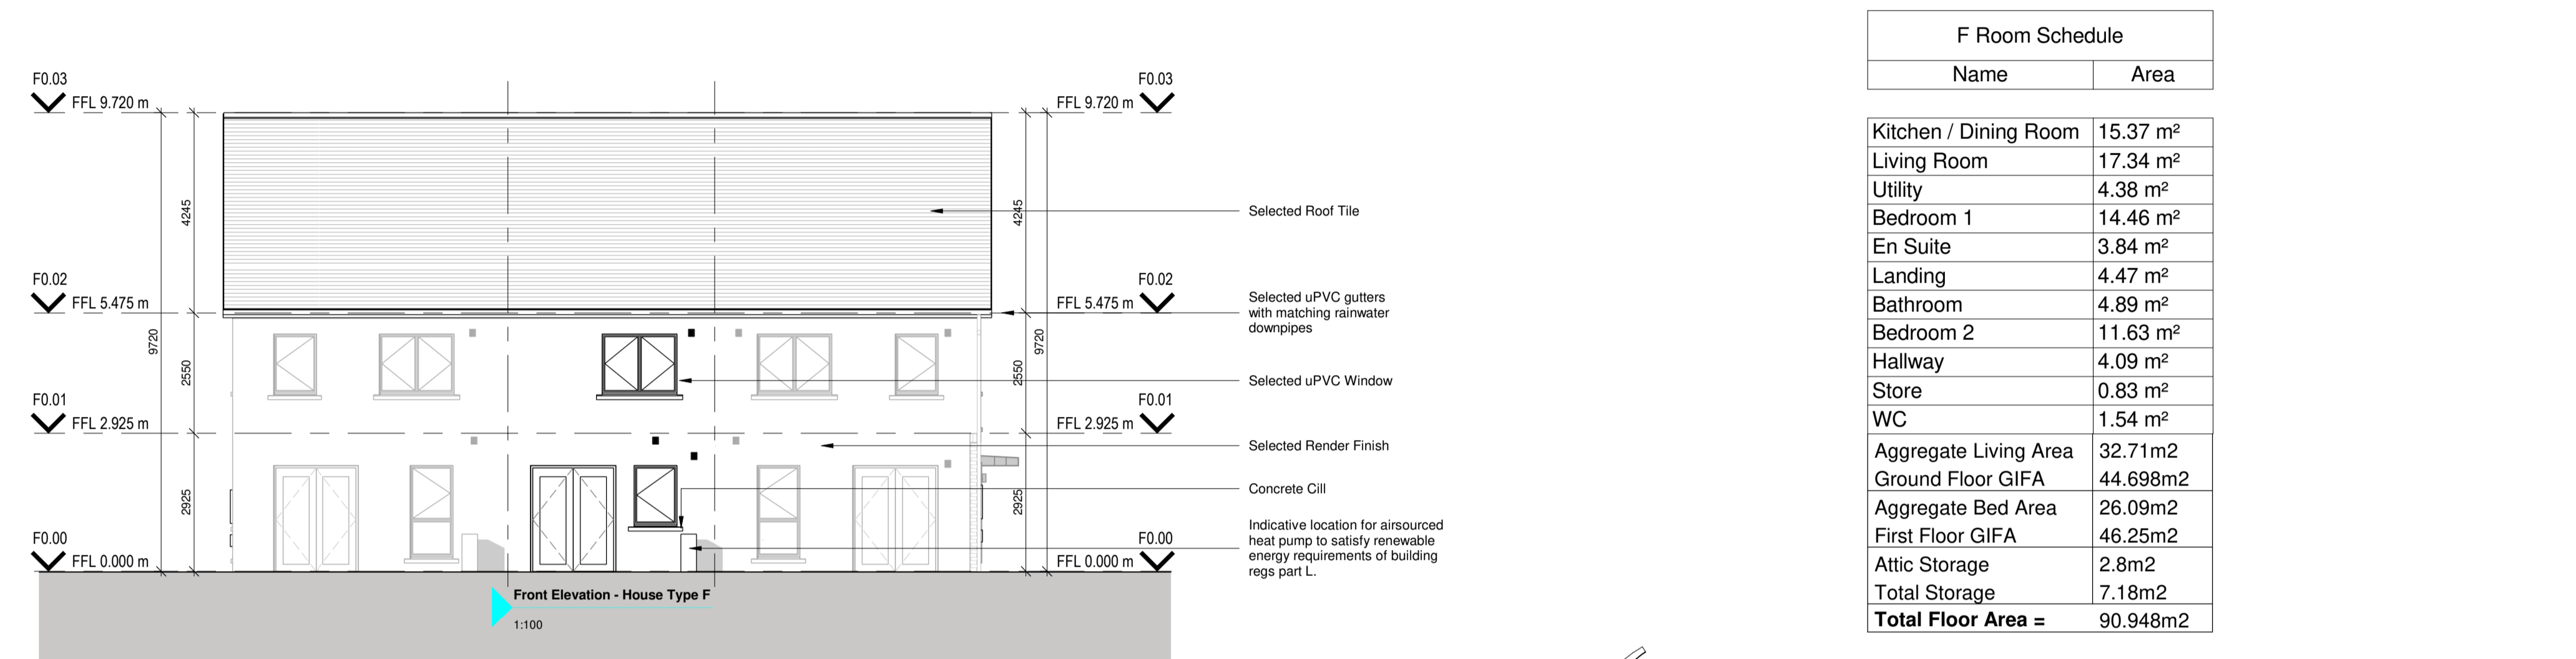 F0.03
FFL 9.720 m
F0.02
FFL 5.475 m
F0.01
FFL 2.925 m
F0.00
FFL 0.000 m
9720
4245
2550
2925
4245
2550
2925
9720
F0.03
FFL 9.720 m
F0.02
FFL 5.475 m
F0.01
FFL 2.925 m
F0.00
FFL 0.000 m
Selected Roof Tile
Selected uPVC gutters
with matching rainwater
downpipes
Selected uPVC Window
Selected Render Finish
Concrete Cill
Indicative location for airsourced
heat pump to satisfy renewable
energy requirements of building
regs part L.
Front Elevation - House Type F
1:100
F Room Schedule
Name Area
Kitchen / Dining Room 15.37 m²
Living Room 17.34 m²
Utility 4.38 m²
Bedroom 1 14.46 m²
En Suite 3.84 m²
Landing 4.47 m²
Bathroom 4.89 m²
Bedroom 2 11.63 m²
Hallway 4.09 m²
Store 0.83 m²
WC 1.54 m²
Aggregate Living Area 32.71m2
Ground Floor GIFA 44.698m2
Aggregate Bed Area 26.09m2
First Floor GIFA 46.25m2
Attic Storage 2.8m2
Total Storage 7.18m2
Total Floor Area = 90.948m2